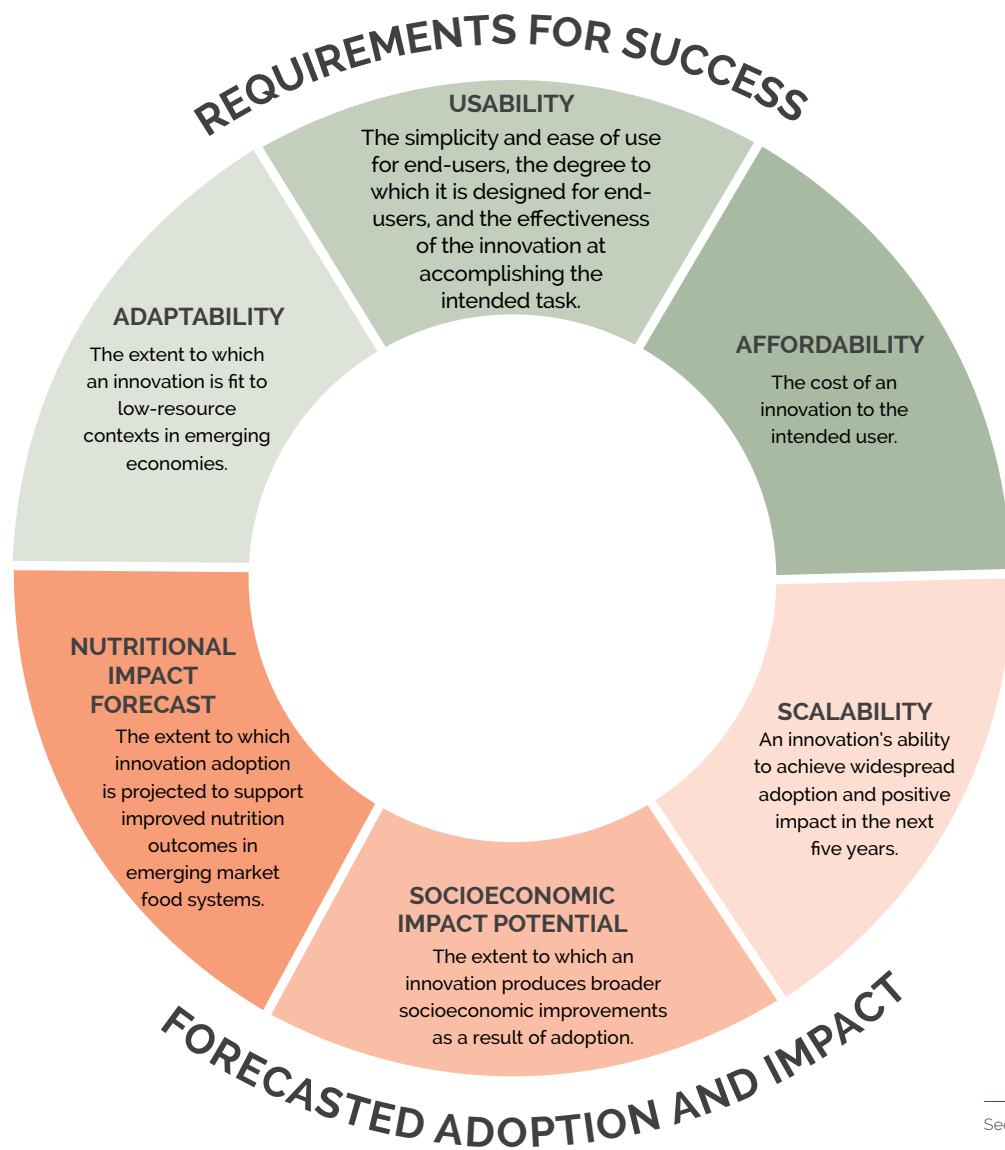 REQUIREMENTS FOR SUCCESS
USABILITY
The simplicity and ease of use
for end-users, the degree to
which it is designed for end-
users, and the effectiveness
of the innovation at
accomplishing the
intended task.
ADAPTABILITY
The extent to which
an innovation is fit to
low-resource
contexts in emerging
economies.
AFFORDABILITY
The cost of an
innovation to the
intended user.
NUTRITIONAL
IMPACT
FORECAST
The extent to which
innovation adoption
is projected to support
improved nutrition
outcomes in
emerging market
food systems.
SCALABILITY
An innovation's ability
to achieve widespread
adoption and positive
impact in the next
five years.
SOCIOECONOMIC
IMPACT POTENTIAL
The extent to which an
innovation produces broader
socioeconomic improvements
as a result of adoption.
FORECASTED ADOPTION AND IMPACT